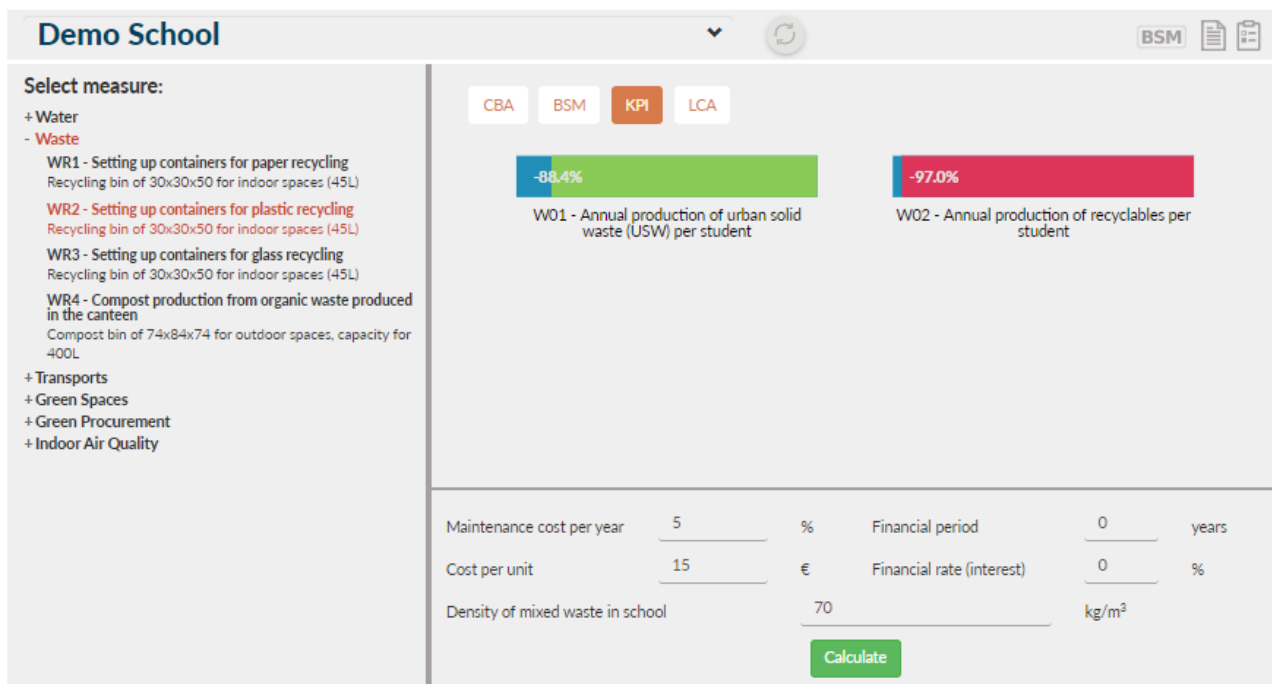 Demo School
BSM
Select measure:
+ Water
- Waste
WR1 - Setting up containers for paper recycling
Recycling bin of 30x30x50 for indoor spaces (45L)
WR2 - Setting up containers for plastic recycling
Recycling bin of 30x30x50 for indoor spaces (45L)
WR3 - Setting up containers for glass recycling
Recycling bin of 30x30x50 for indoor spaces (45L)
WR4 - Compost production from organic waste produced
in the canteen
Compost bin of 74x84x74 for outdoor spaces, capacity for
400L
+ Transports
+ Green Spaces
+ Green Procurement
+ Indoor Air Quality
CBA BSM KPI LCA
-88.4%
W01 - Annual production of urban solid
waste (USW) per student
-97.0%
W02 - Annual production of recyclables per
student
Maintenance cost per year 5 % Financial period 0 years
Cost per unit 15 € Financial rate (interest) 0 %
Density of mixed waste in school 70 kg/m³
Calculate